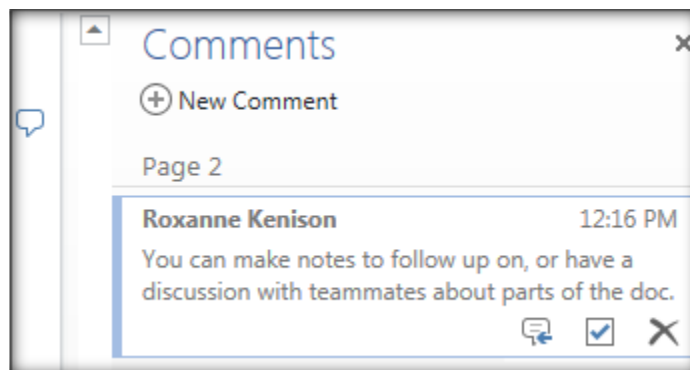 Comments
New Comment
Page 2
Roxanne Kenison 12:16 PM
You can make notes to follow up on, or have a
discussion with teammates about parts of the doc.